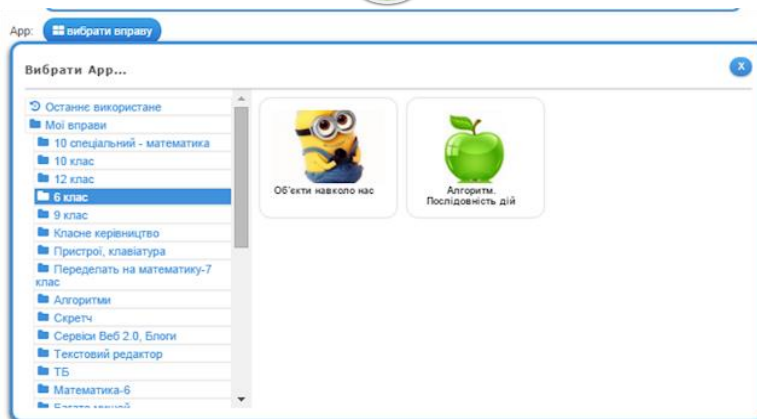 App: вибрати вправу
Вибрати App...
X
Останнє використане
Мої вправи
10 спеціальний - математика
10 клас
12 клас
6 клас
9 клас
Класне керівництво
Пристрої, клавіатура
Переделать на математику-7
клас
Алгоритми
Скретч
Сервіси Веб 2.0, Блоги
Текстовий редактор
ТБ
Математика-6
Об'єкти навколо нас
Алгоритм.
Послідовність дій